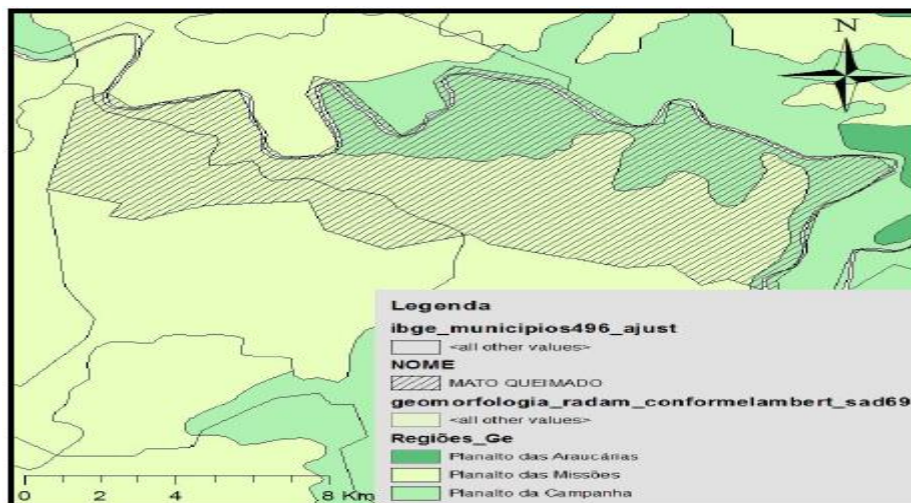 N
Legenda
ibge_municipios496_ajust
<all other values>
NOME
MATO QUEIMADO
geomorfologia_radam_conformelambert_sad69
<all other values>
Regiões_Ge
Planalto das Araucárias
Planalto das Missões
Planalto da Campanha
0 2 4 8 Km